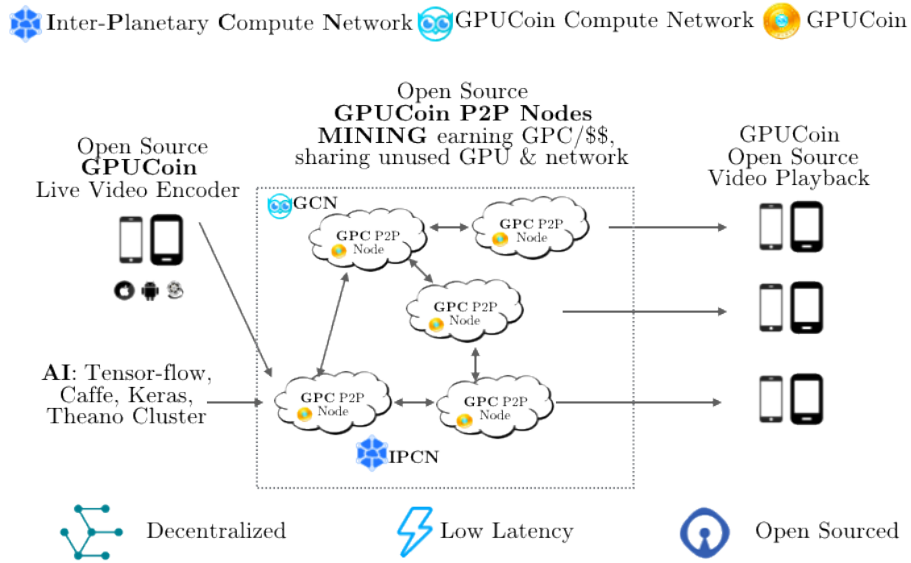 Inter-Planetary Compute Network
GPUCoin Compute Network
GPUCoin
Open Source
GPUCoin P2P Nodes
MINING earning GPC/$$,
sharing unused GPU & network
Open Source
GPUCoin
Live Video Encoder
GPUCoin
Open Source
Video Playback
GCN
GPC P2P
Node
GPC P2P
Node
GPC P2P
Node
AI: Tensor-flow,
Caffe, Keras,
Theano Cluster
GPC P2P
Node
GPC P2P
Node
IPCN
Decentralized
Low Latency
Open Sourced